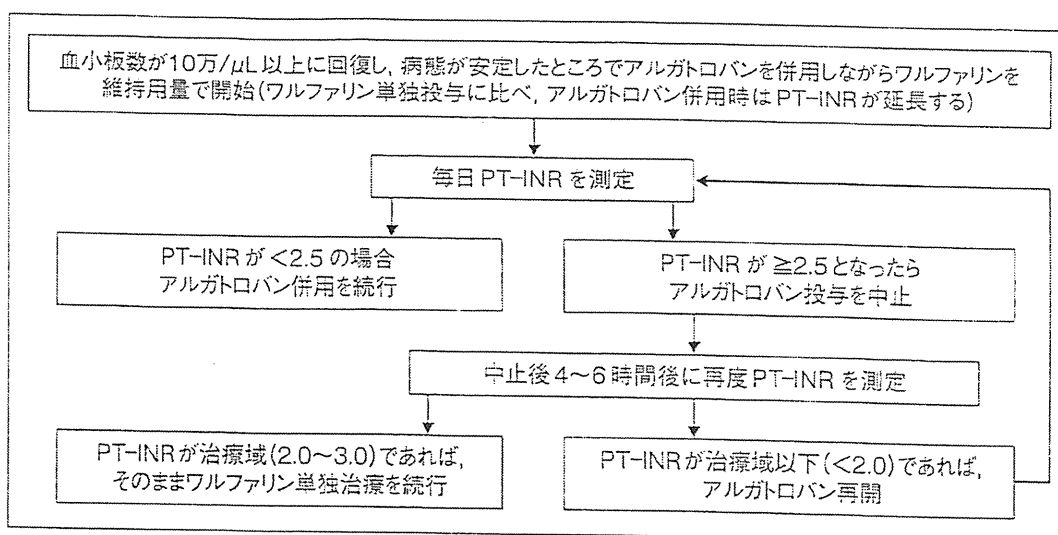 血小板数が10万/μL以上に回復し，病態が安定したところでアルガトロバンを併用しながらワルファリンを
維持用量で開始(ワルファリン単独投与に比べ，アルガトロバン併用時はPT-INRが延長する)
毎日PT-INRを測定
PT-INRが<2.5の場合
アルガトロバン併用を続行
PT-INRが≧2.5となったら
アルガトロバン投与を中止
中止後4〜6時間後に再度PT-INRを測定
PT-INRが治療域(2.0〜3.0)であれば，
そのままワルファリン単独治療を続行
PT-INRが治療域以下(<2.0)であれば，
アルガトロバン再開